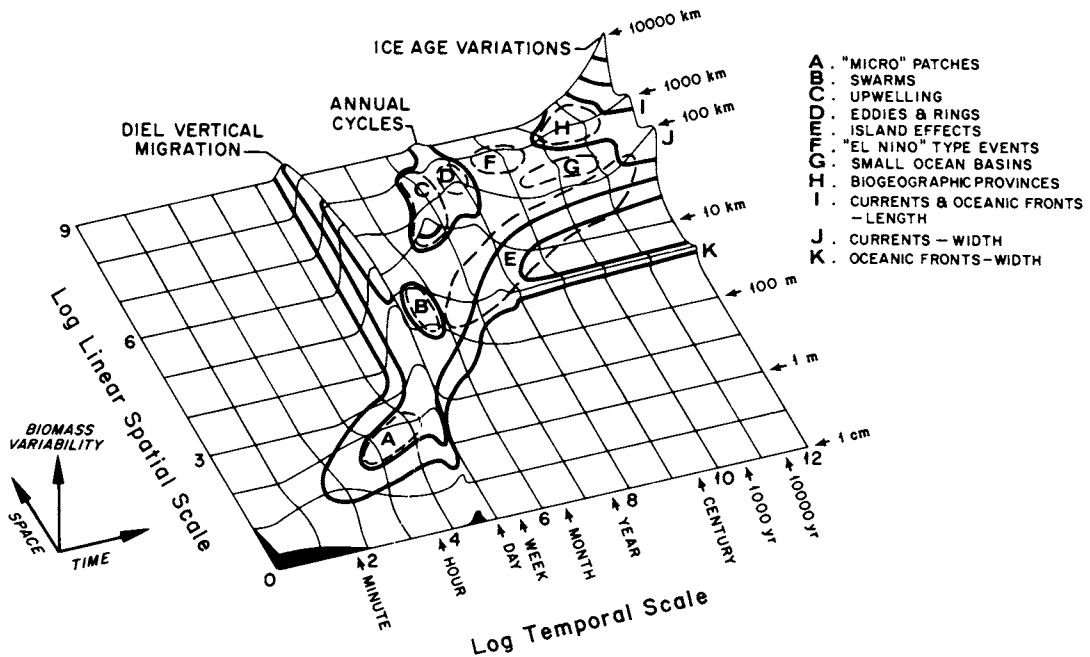 ICE AGE VARIATIONS
10000 km
1000 km
I
100 km
J
ANNUAL
CYCLES
DIEL VERTICAL
MIGRATION
H
F
G
C
D
E
B
A
10 km
K
100 m
1 m
1 cm
A . "MICRO" PATCHES
B . SWARMS
C . UPWELLING
D . EDDIES & RINGS
E . ISLAND EFFECTS
F . "EL NINO" TYPE EVENTS
G . SMALL OCEAN BASINS
H . BIOGEOGRAPHIC PROVINCES
I . CURRENTS & OCEANIC FRONTS
– LENGTH
J . CURRENTS – WIDTH
K . OCEANIC FRONTS–WIDTH
9
6
3
0
Log Linear Spatial Scale
BIOMASS
VARIABILITY
SPACE
TIME
2
4
6
8
10
12
MINUTE
HOUR
DAY
WEEK
MONTH
YEAR
CENTURY
1000 yr
10000 yr
Log Temporal Scale